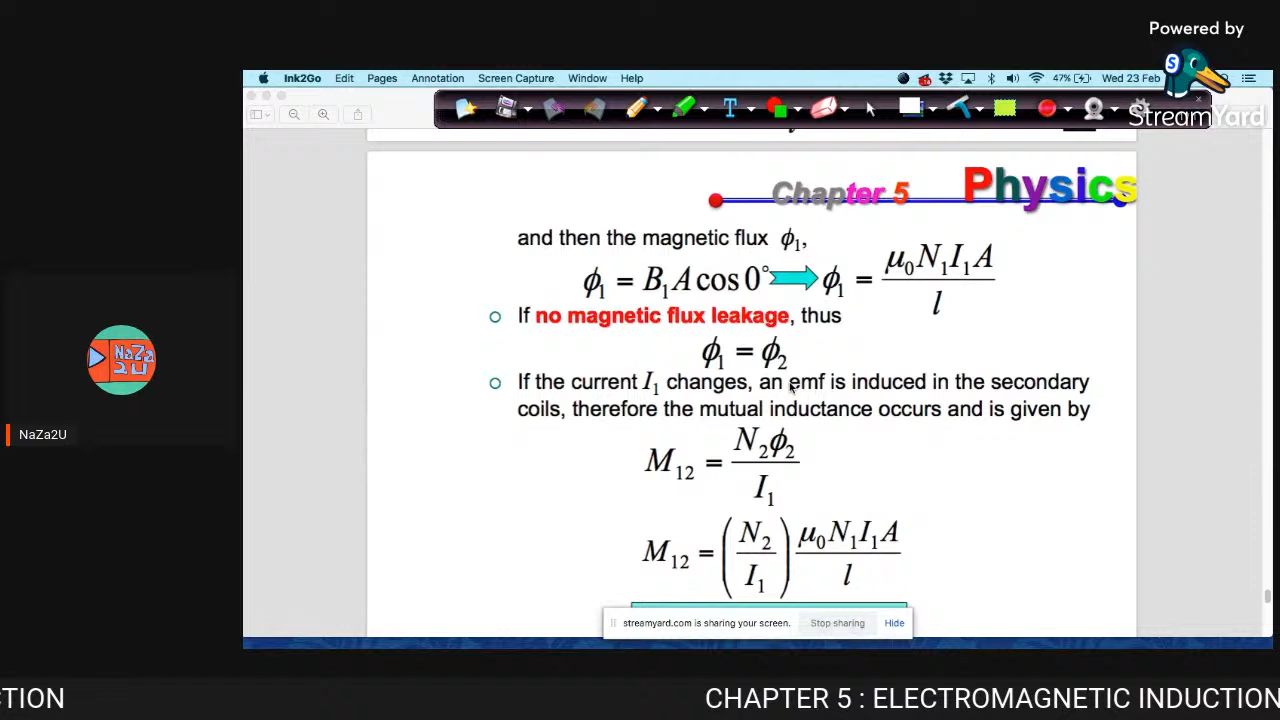 Powered by
StreamYard
Ink2Go Edit Pages Annotation Screen Capture Window Help 47% Wed 23 Feb
Chapter 5 Physics
and then the magnetic flux ϕ₁,
ϕ₁ = B₁A cos 0° ϕ₁ = μ₀N₁I₁A / l
If no magnetic flux leakage, thus
ϕ₁ = ϕ₂
If the current I₁ changes, an emf is induced in the secondary
coils, therefore the mutual inductance occurs and is given by
M₁₂ = N₂ϕ₂ / I₁
M₁₂ = (N₂ / I₁) μ₀N₁I₁A / l
streamyard.com is sharing your screen. Stop sharing Hide
NaZa 2U
NaZa2U
CTION CHAPTER 5 : ELECTROMAGNETIC INDUCTION